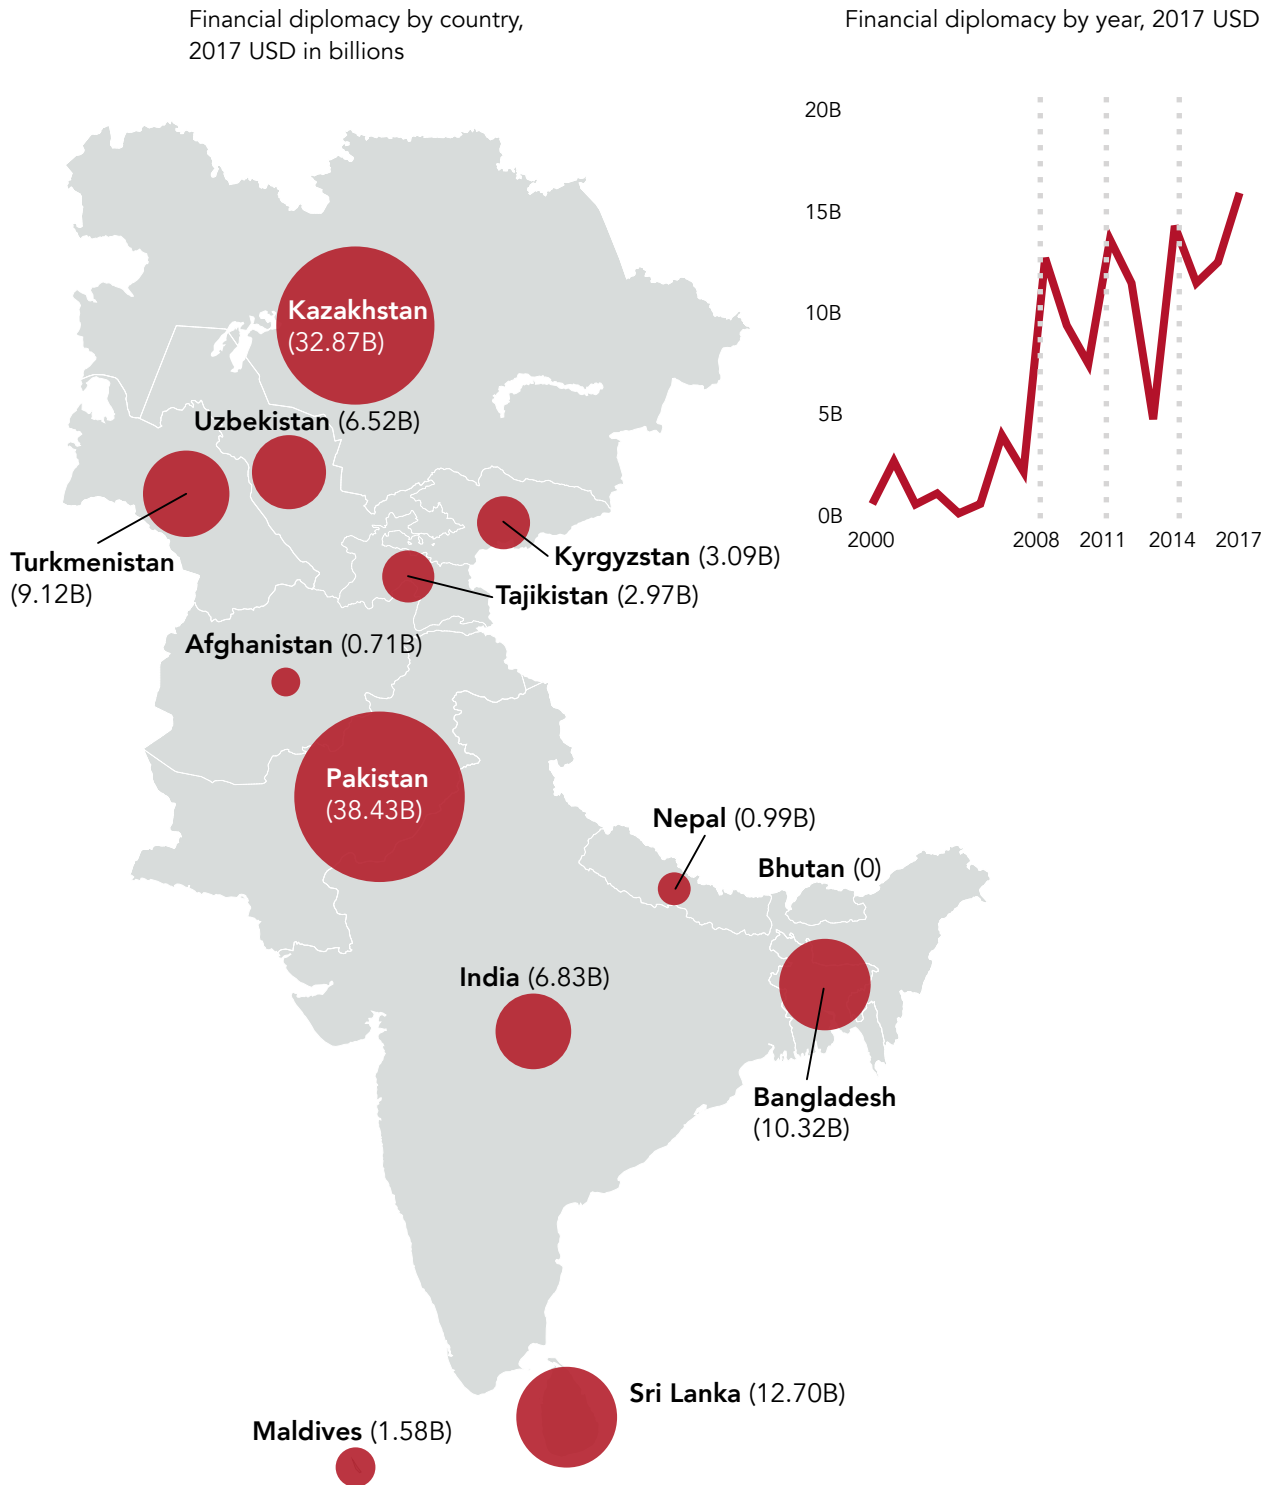 Financial diplomacy by country,
2017 USD in billions
Financial diplomacy by year, 2017 USD
20B
15B
10B
5B
0B
2000 2008 2011 2014 2017
Kazakhstan
(32.87B)
Uzbekistan (6.52B)
Turkmenistan
(9.12B)
Kyrgyzstan (3.09B)
Tajikistan (2.97B)
Afghanistan (0.71B)
Pakistan
(38.43B)
Nepal (0.99B)
Bhutan (0)
India (6.83B)
Bangladesh
(10.32B)
Sri Lanka (12.70B)
Maldives (1.58B)